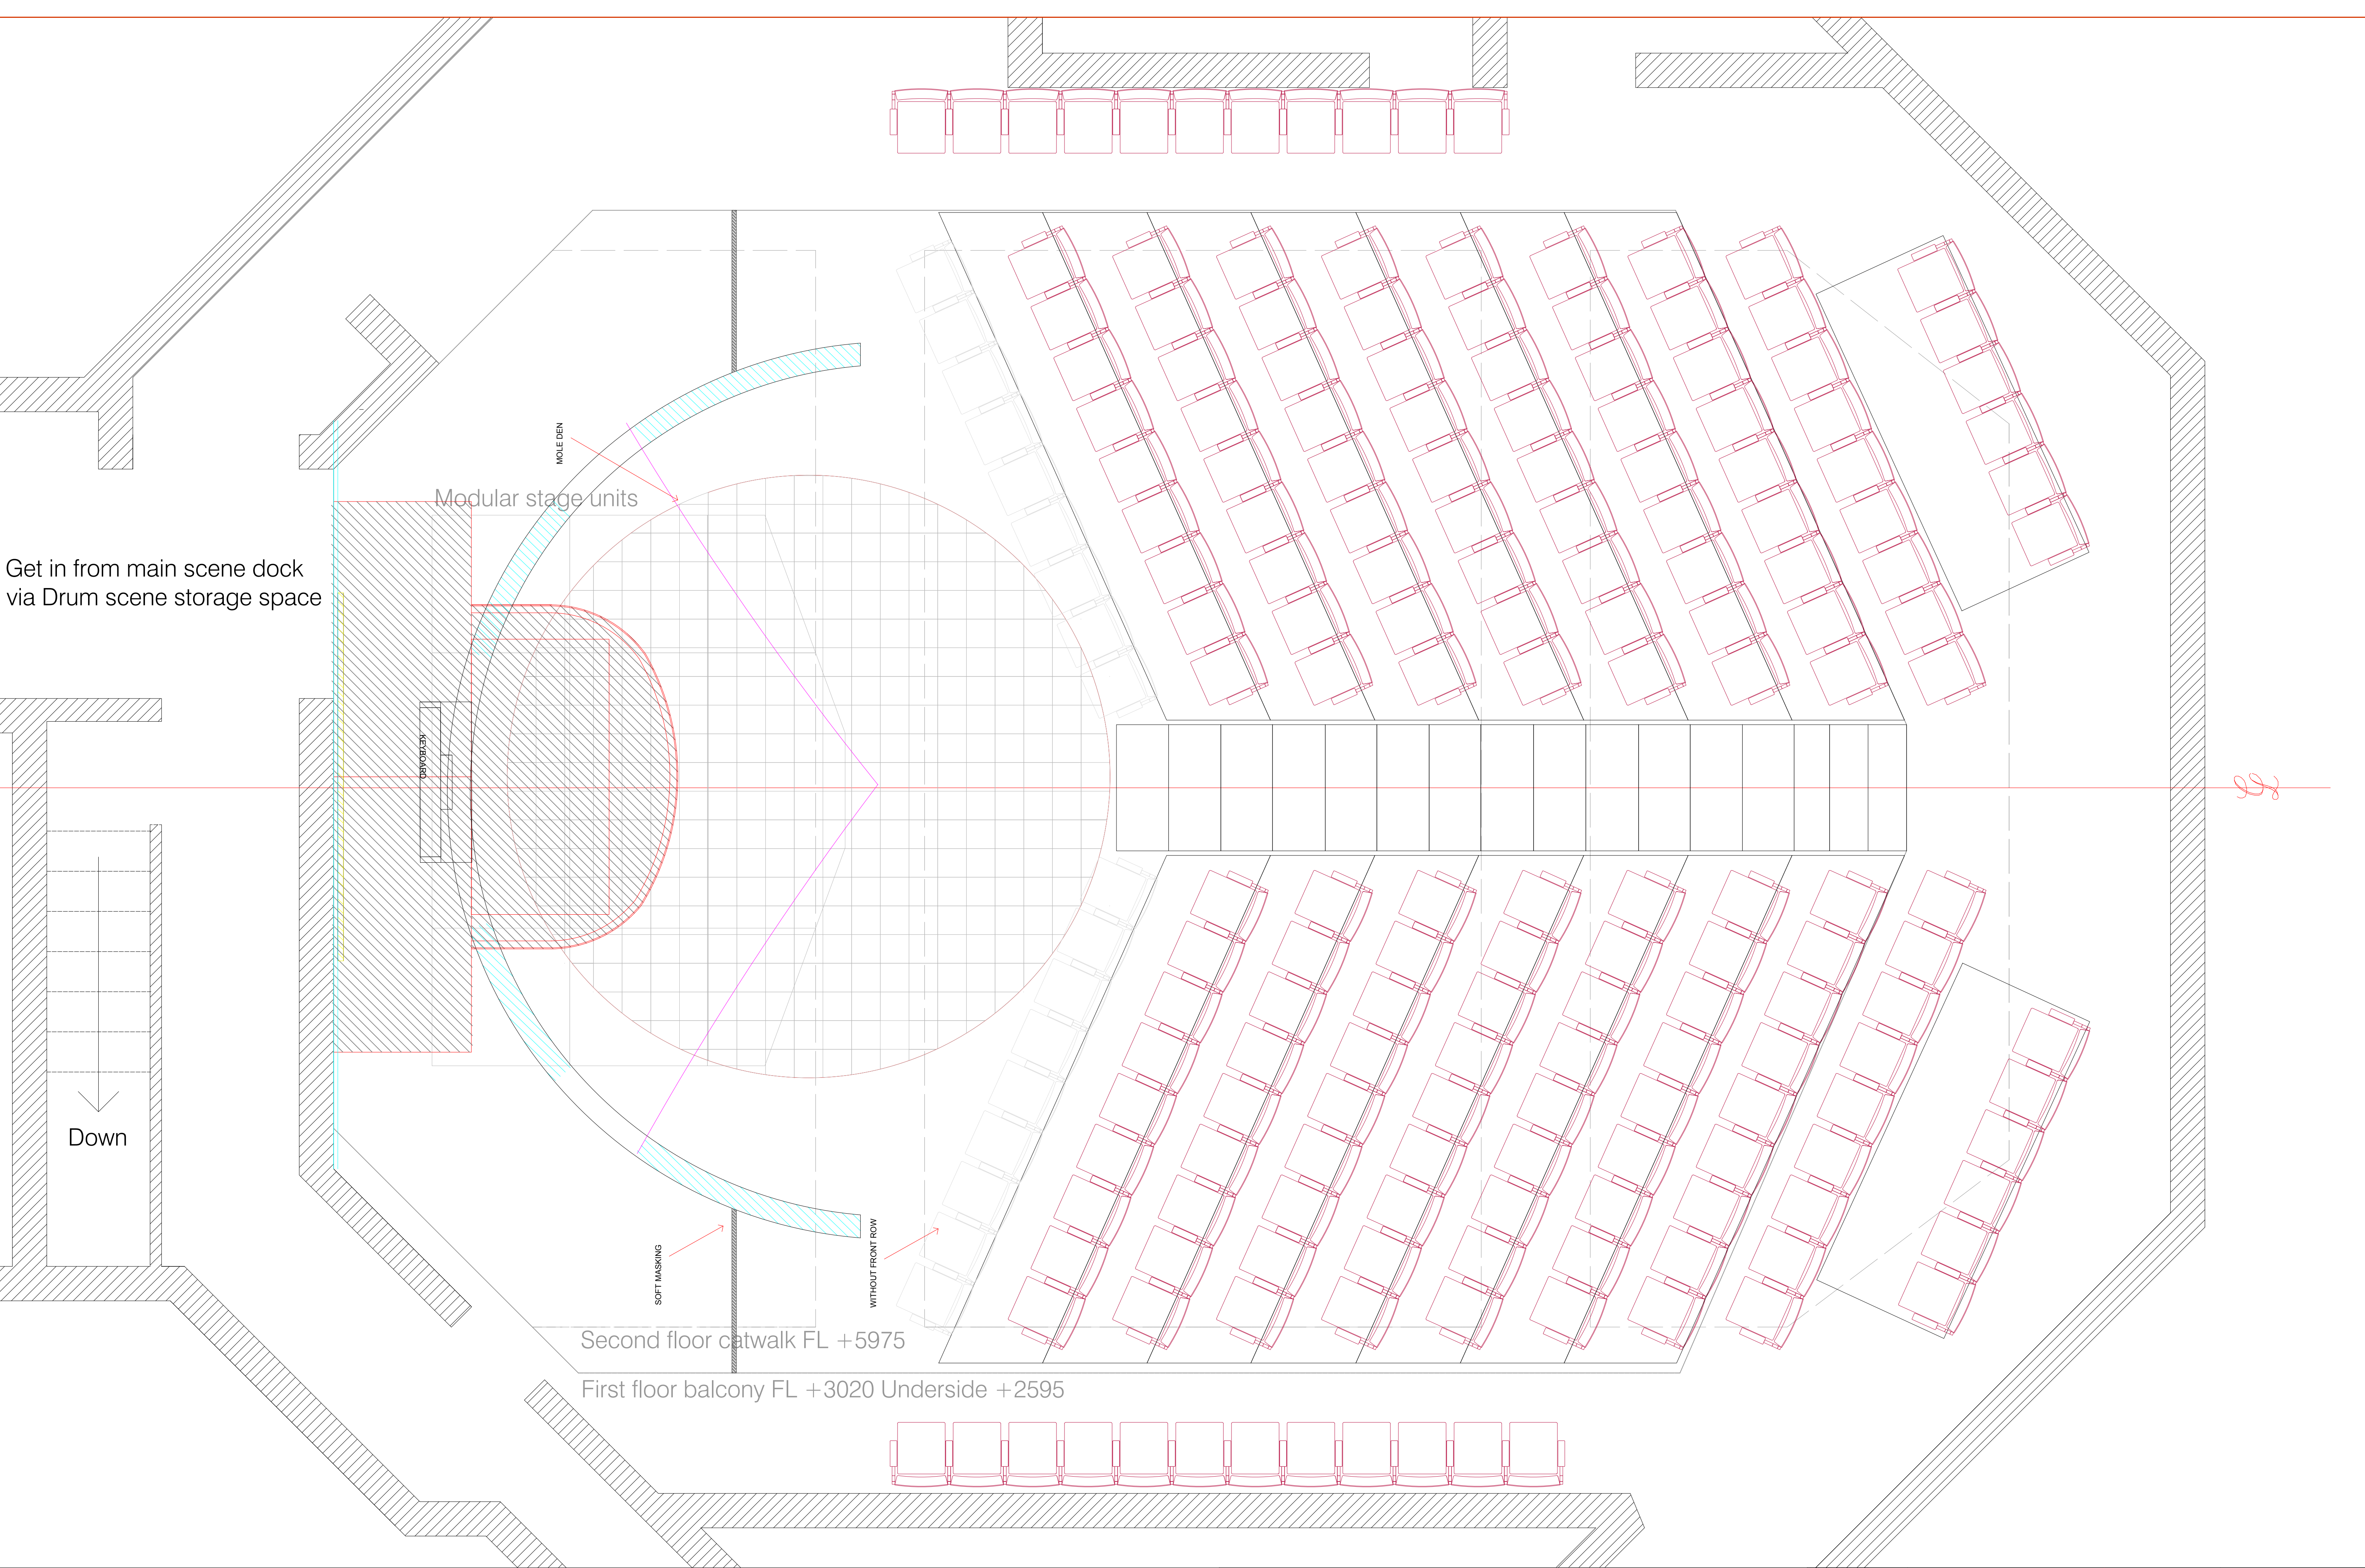 MOLE DEN
Modular stage units
Get in from main scene dock
via Drum scene storage space
KEYBOARD
Down
SOFT MASKING
WITHOUT FRONT ROW
Second floor catwalk FL +5975
First floor balcony FL +3020 Underside +2595